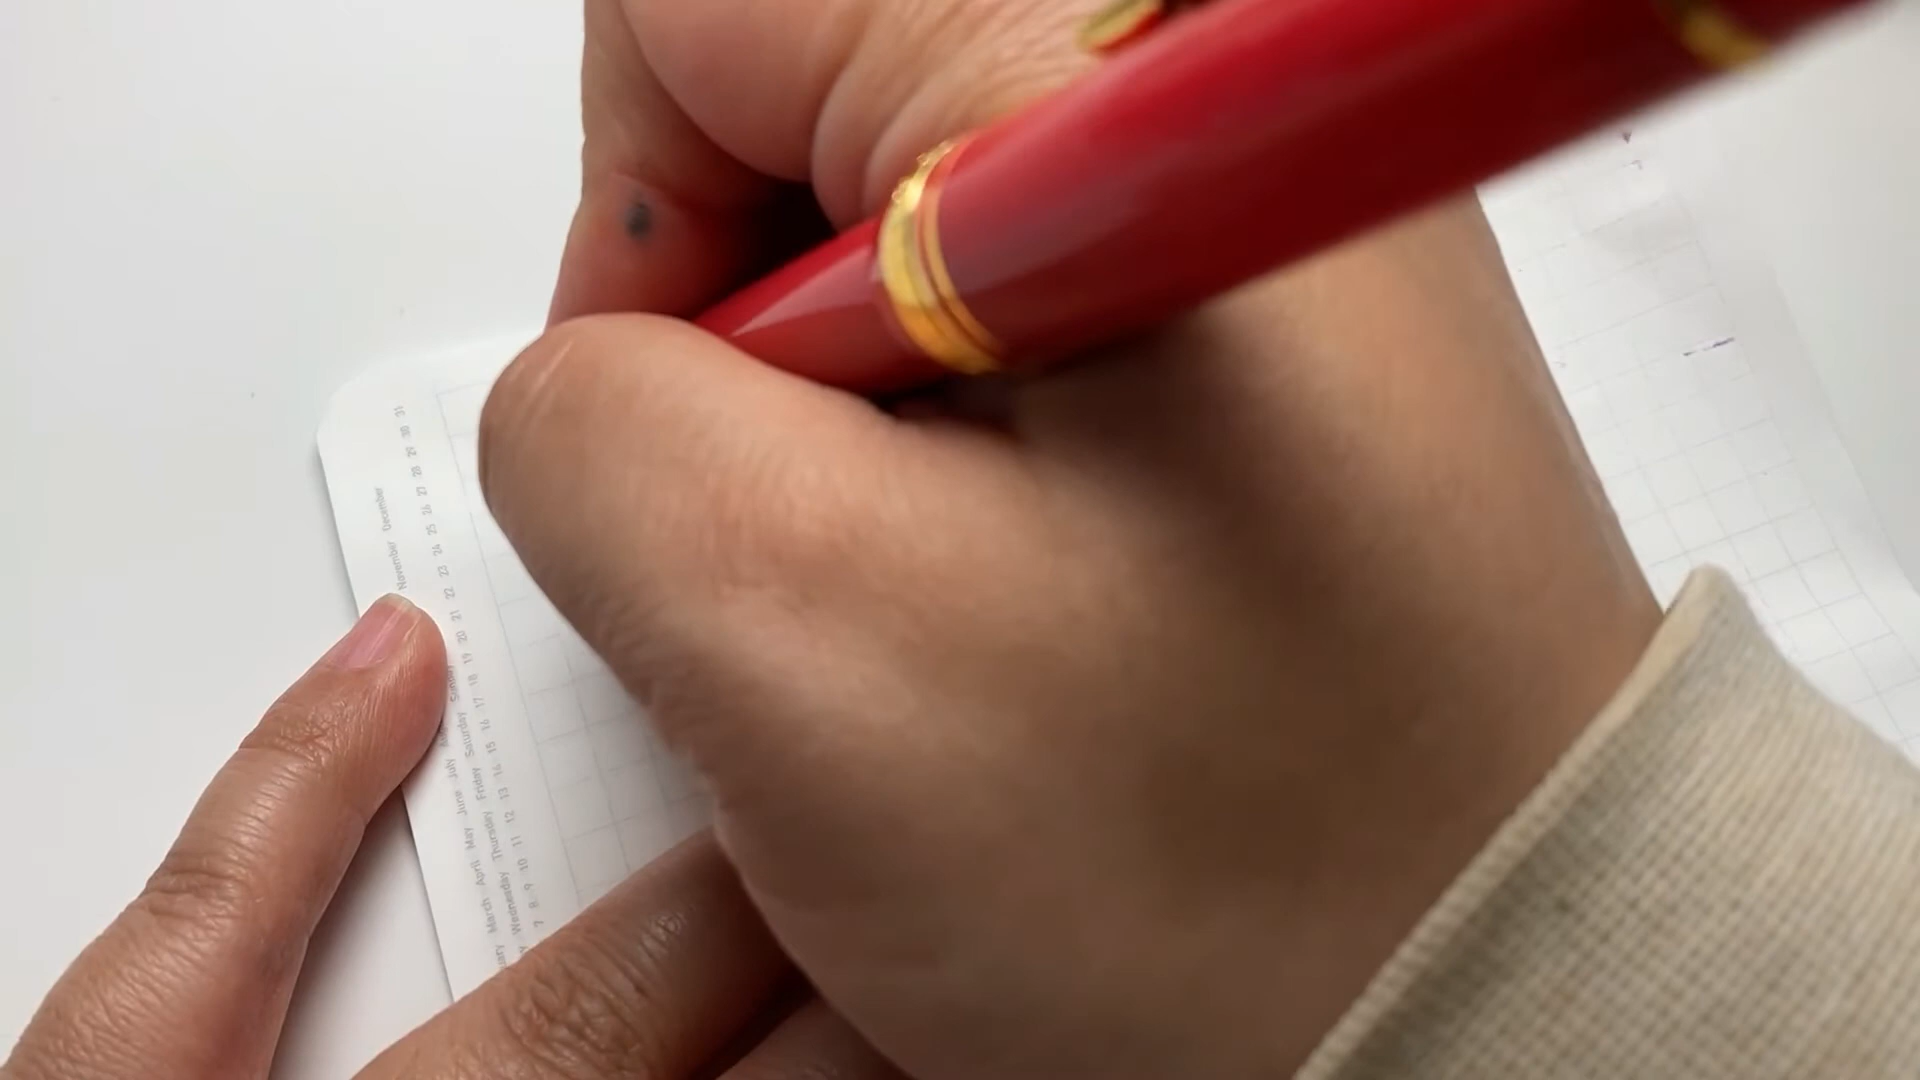 November December
March April May June July
Wednesday Thursday Friday Saturday Sunday
7 8 9 10 11 12 13 14 15 16 17 18 19 20 21 22 23 24 25 26 27 28 29 30 31